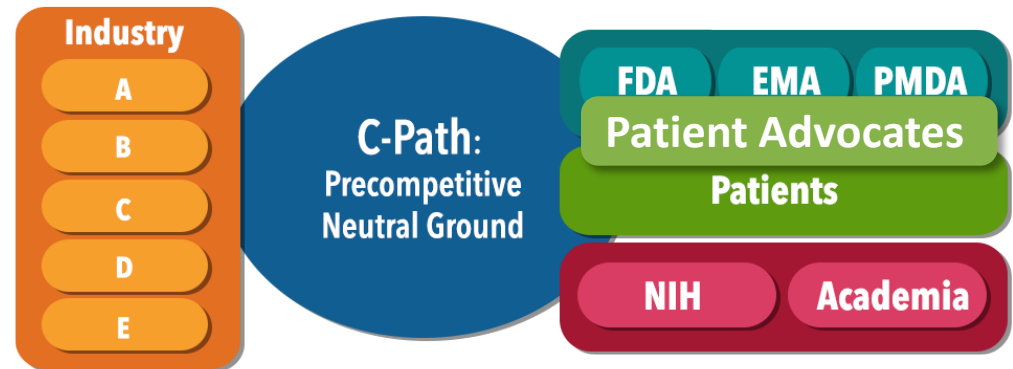 Industry
A
B
C
D
E
C-Path:
Precompetitive
Neutral Ground
FDA EMA PMDA
Patient Advocates
Patients
NIH Academia